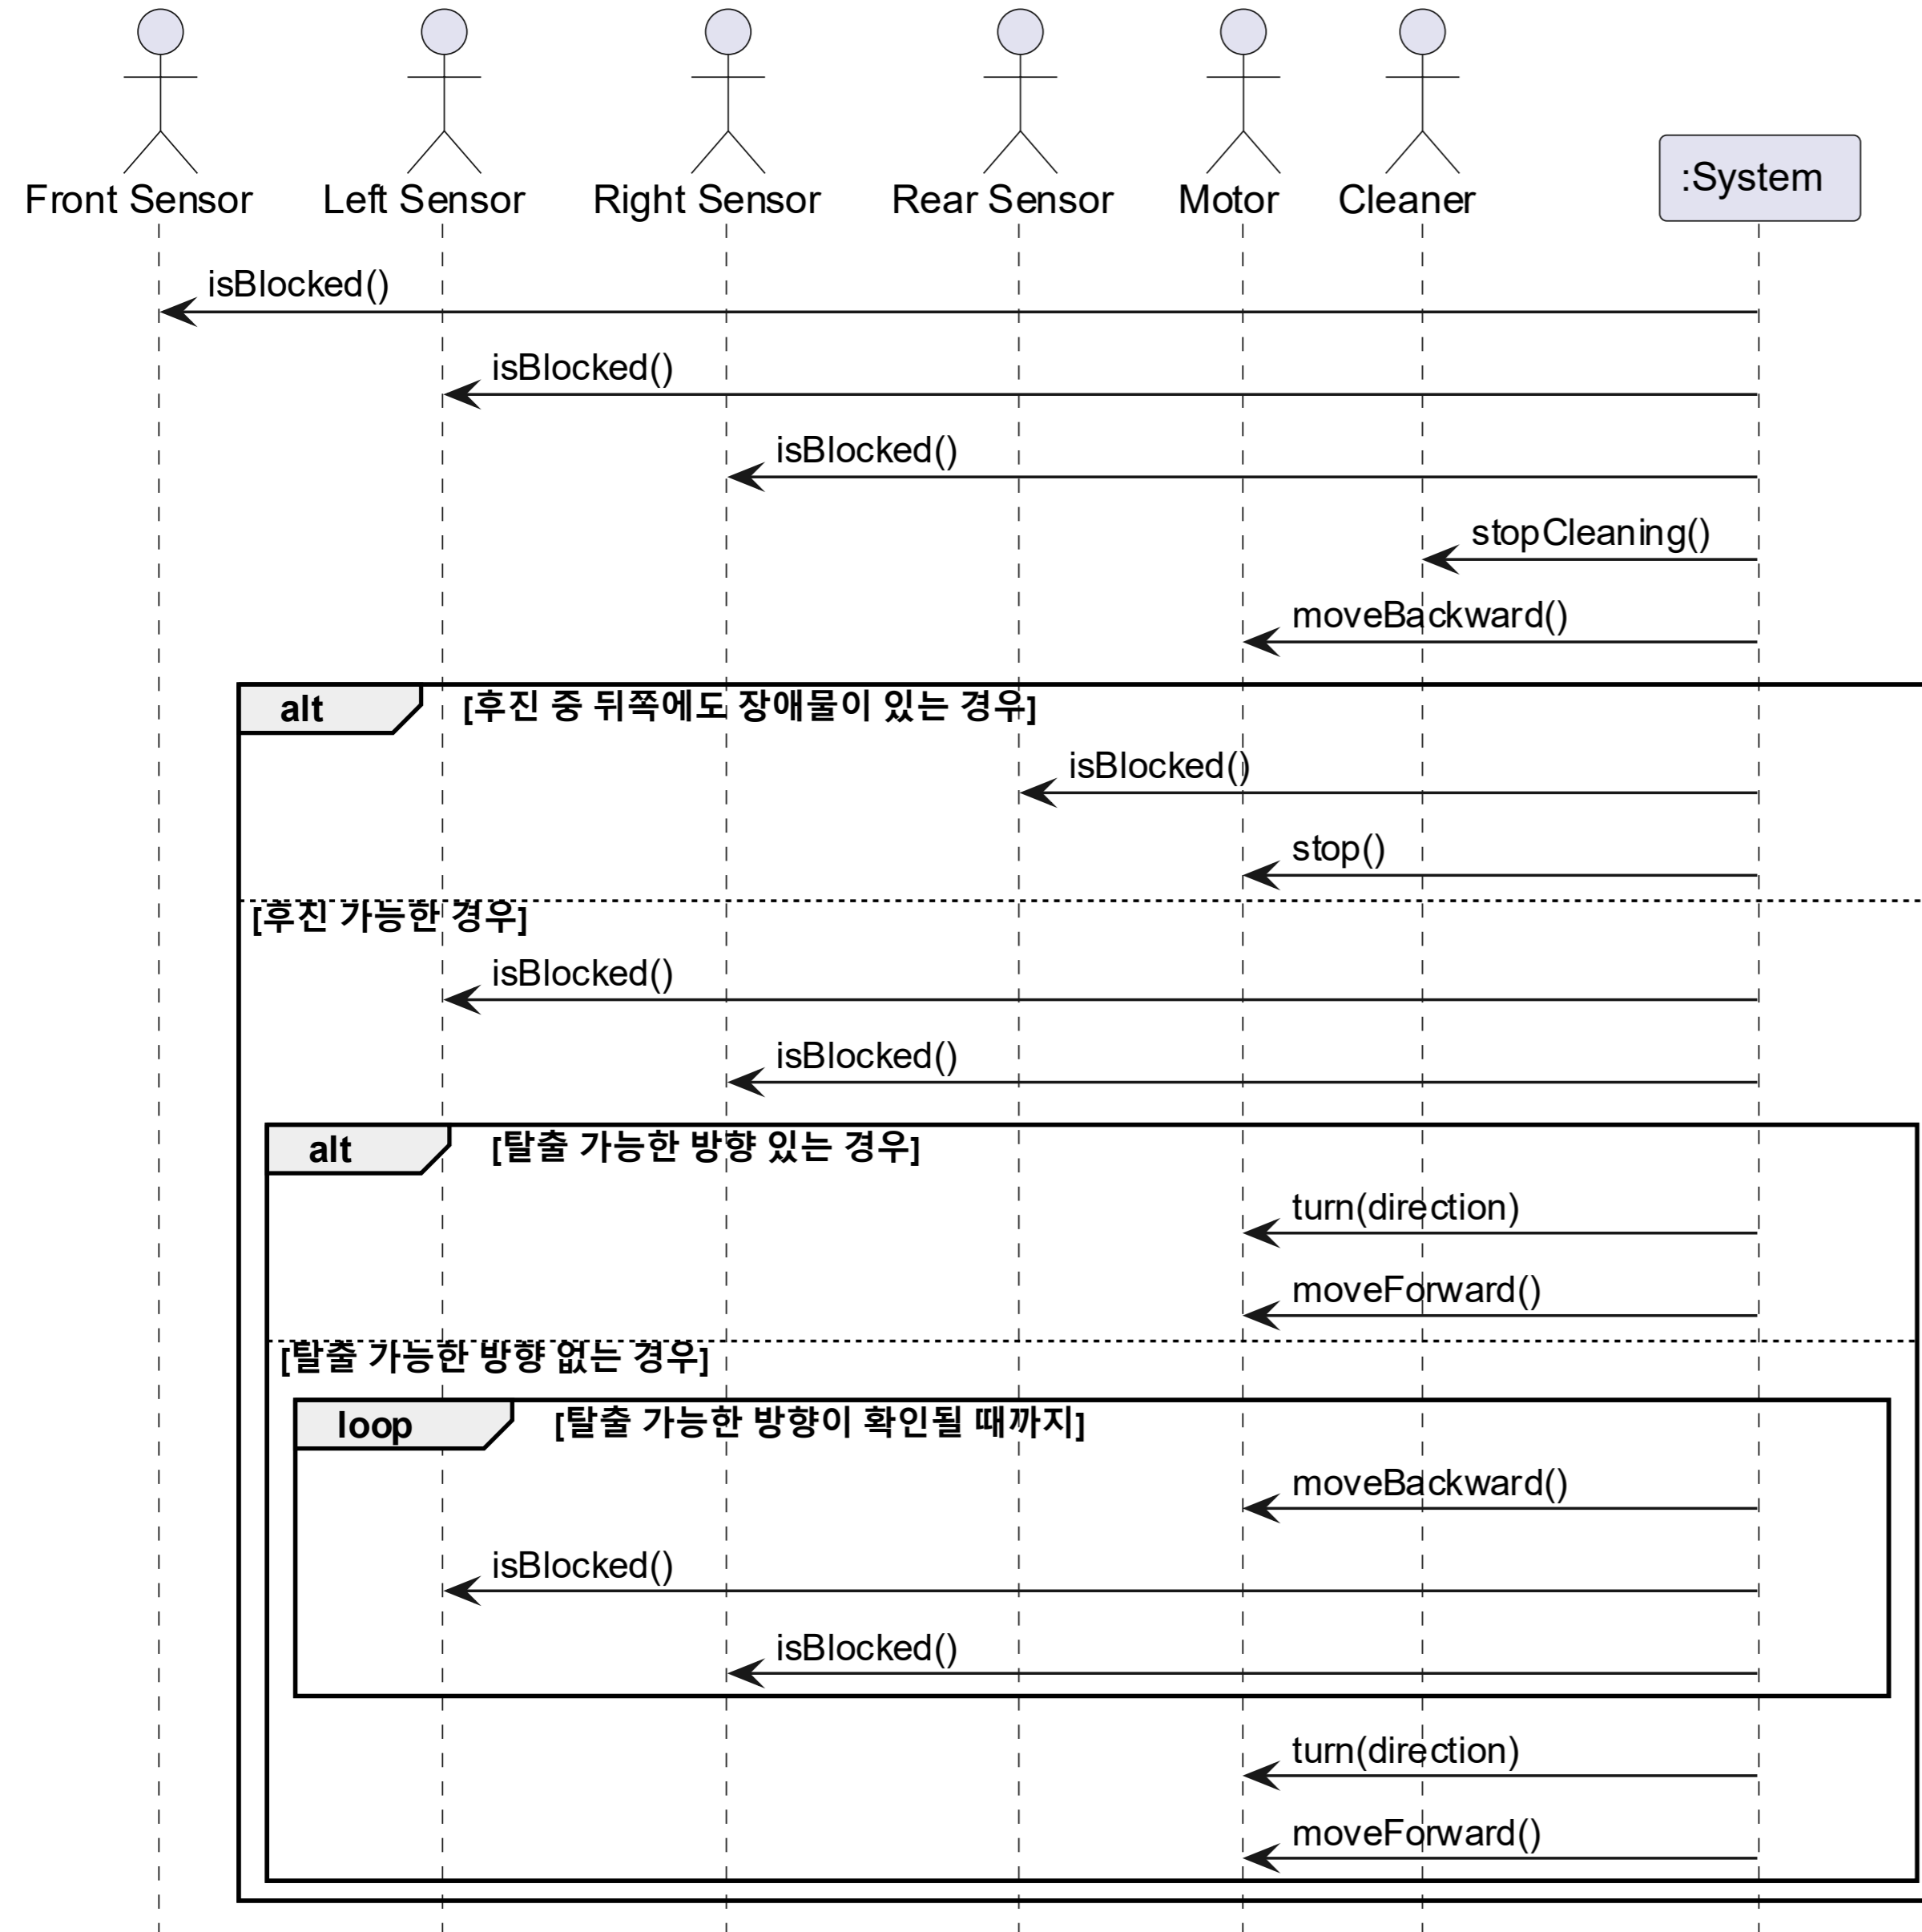 Front Sensor
Left Sensor
Right Sensor
Rear Sensor
Motor
Cleaner
:System
isBlocked()
isBlocked()
isBlocked()
stopCleaning()
moveBackward()
alt [후진 중 뒤쪽에도 장애물이 있는 경우]
isBlocked()
stop()
[후진 가능한 경우]
isBlocked()
isBlocked()
alt [탈출 가능한 방향 있는 경우]
turn(direction)
moveForward()
[탈출 가능한 방향 없는 경우]
loop [탈출 가능한 방향이 확인될 때까지]
moveBackward()
isBlocked()
isBlocked()
turn(direction)
moveForward()